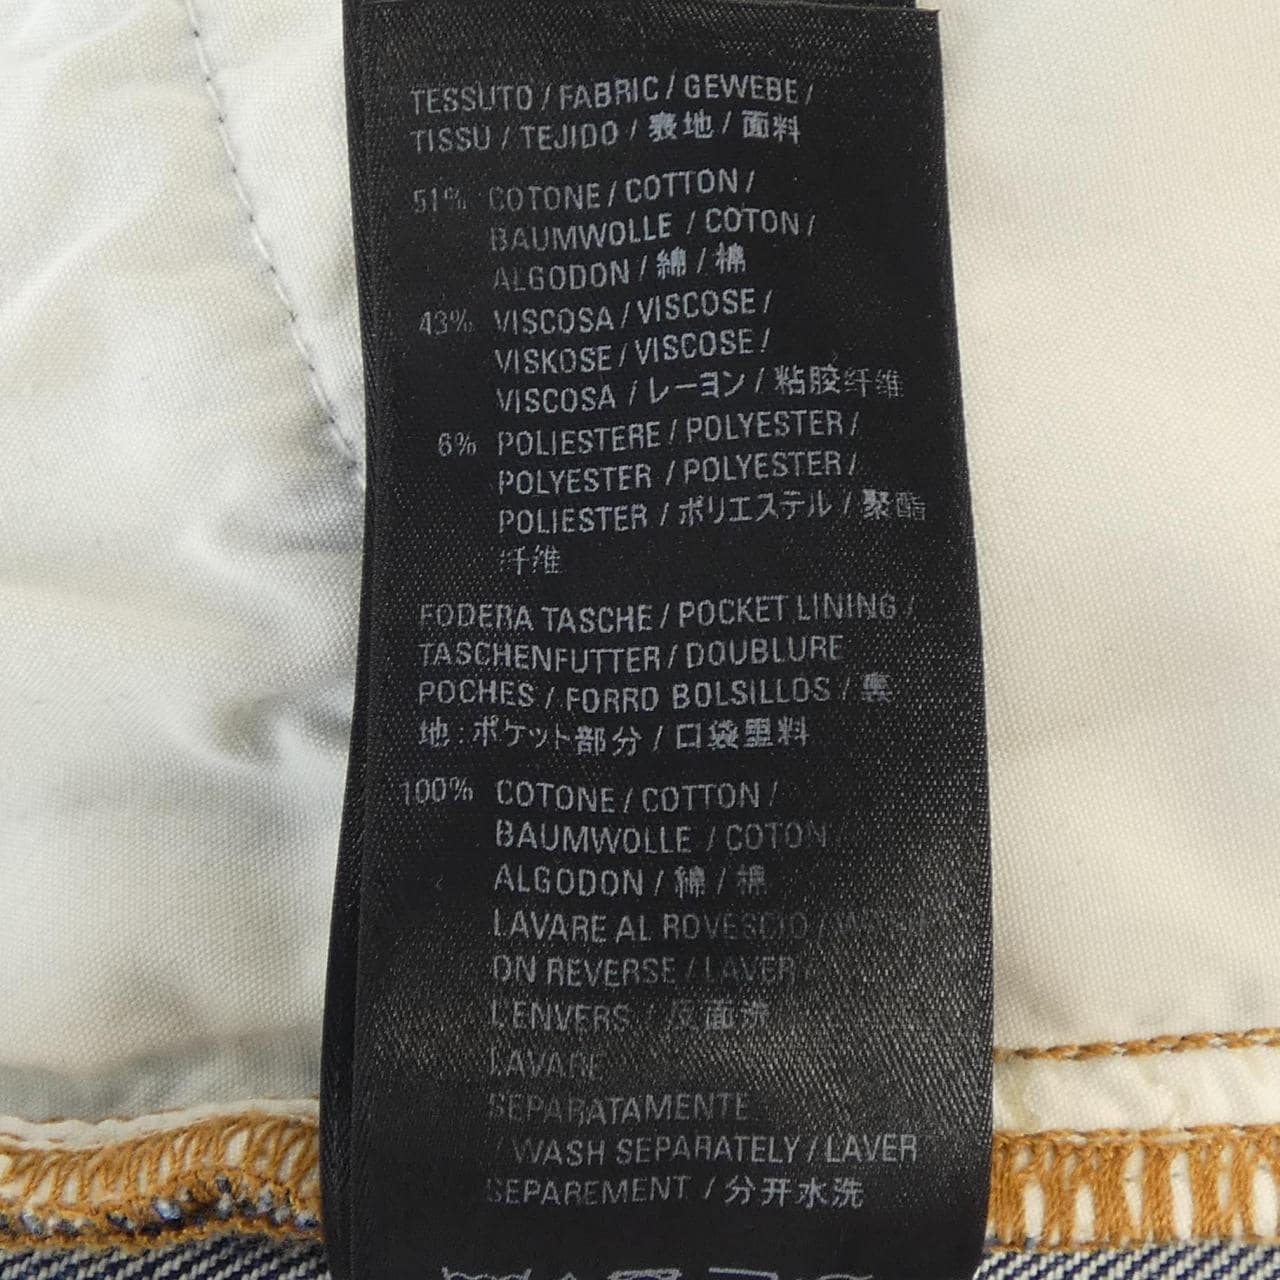 TESSUTO / FABRIC / GEWEBE /
TISSU / TEJIDO / 表地 / 面料
51% COTONE / COTTON /
BAUMWOLLE / COTON /
ALGODON / 綿 / 棉
43% VISCOSA / VISCOSE /
VISKOSE / VISCOSE /
VISCOSA / レーヨン / 粘胶纤维
6% POLIESTERE / POLYESTER /
POLYESTER / POLYESTER /
POLIESTER / ポリエステル / 聚酯
纤维
FODERA TASCHE / POCKET LINING /
TASCHENFUTTER / DOUBLURE
POCHES / FORRO BOLSILLOS / 裏
地:ポケット部分 / 口袋里料
100% COTONE / COTTON /
BAUMWOLLE / COTON /
ALGODON / 綿 / 棉
LAVARE AL ROVESCIO / WASH
ON REVERSE / LAVER /
L'ENVERS / 反面洗
LAVARE
SEPARATAMENTE
/ WASH SEPARATELY / LAVER
SEPAREMENT / 分开水洗